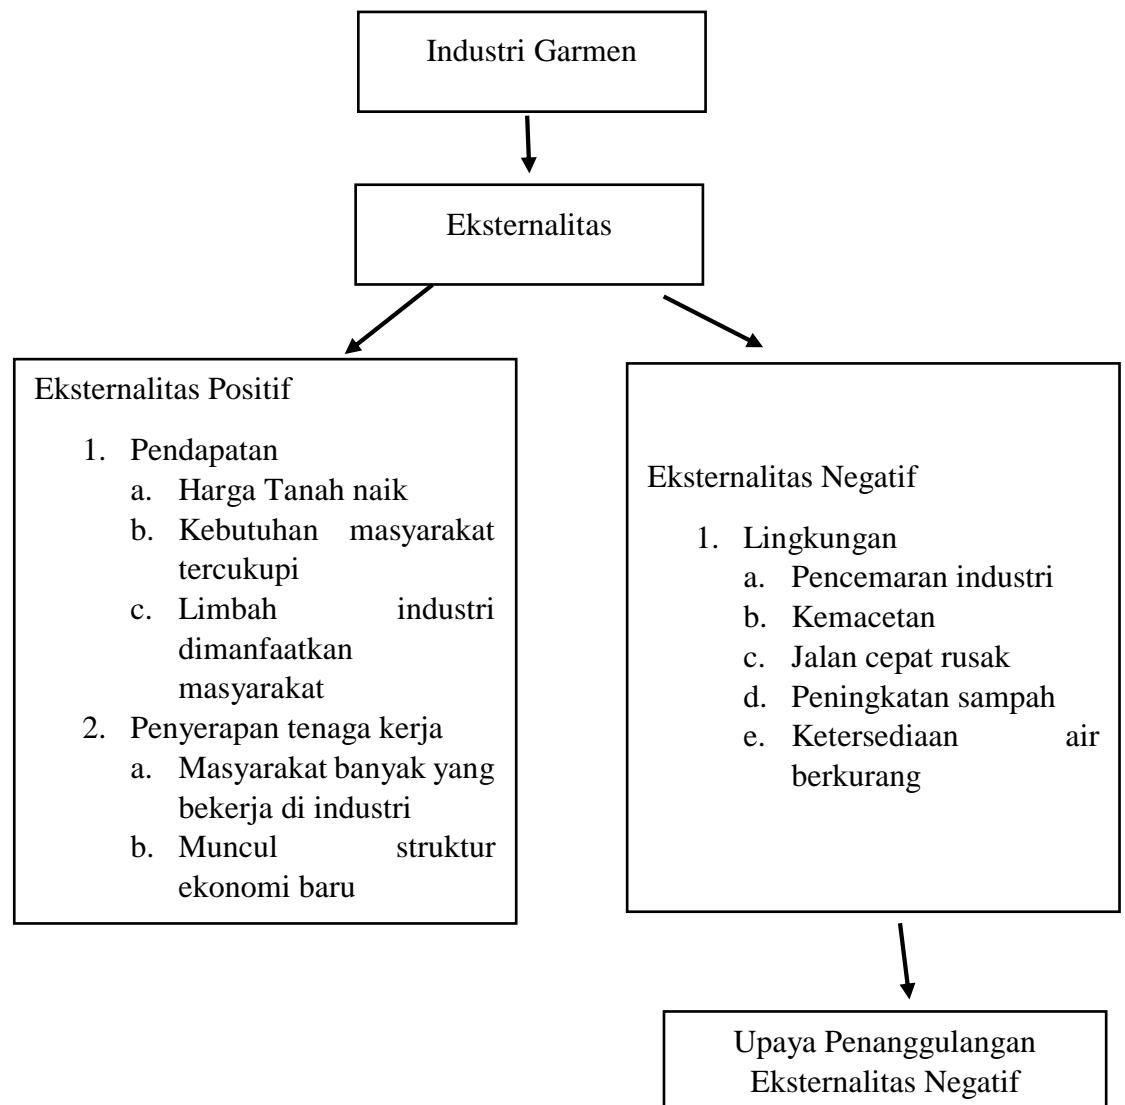 Industri Garmen
Eksternalitas
Eksternalitas Positif
1. Pendapatan
a. Harga Tanah naik
b. Kebutuhan masyarakat
tercukupi
c. Limbah industri
dimanfaatkan
masyarakat
2. Penyerapan tenaga kerja
a. Masyarakat banyak yang
bekerja di industri
b. Muncul struktur
ekonomi baru
Eksternalitas Negatif
1. Lingkungan
a. Pencemaran industri
b. Kemacetan
c. Jalan cepat rusak
d. Peningkatan sampah
e. Ketersediaan air
berkurang
Upaya Penanggulangan
Eksternalitas Negatif